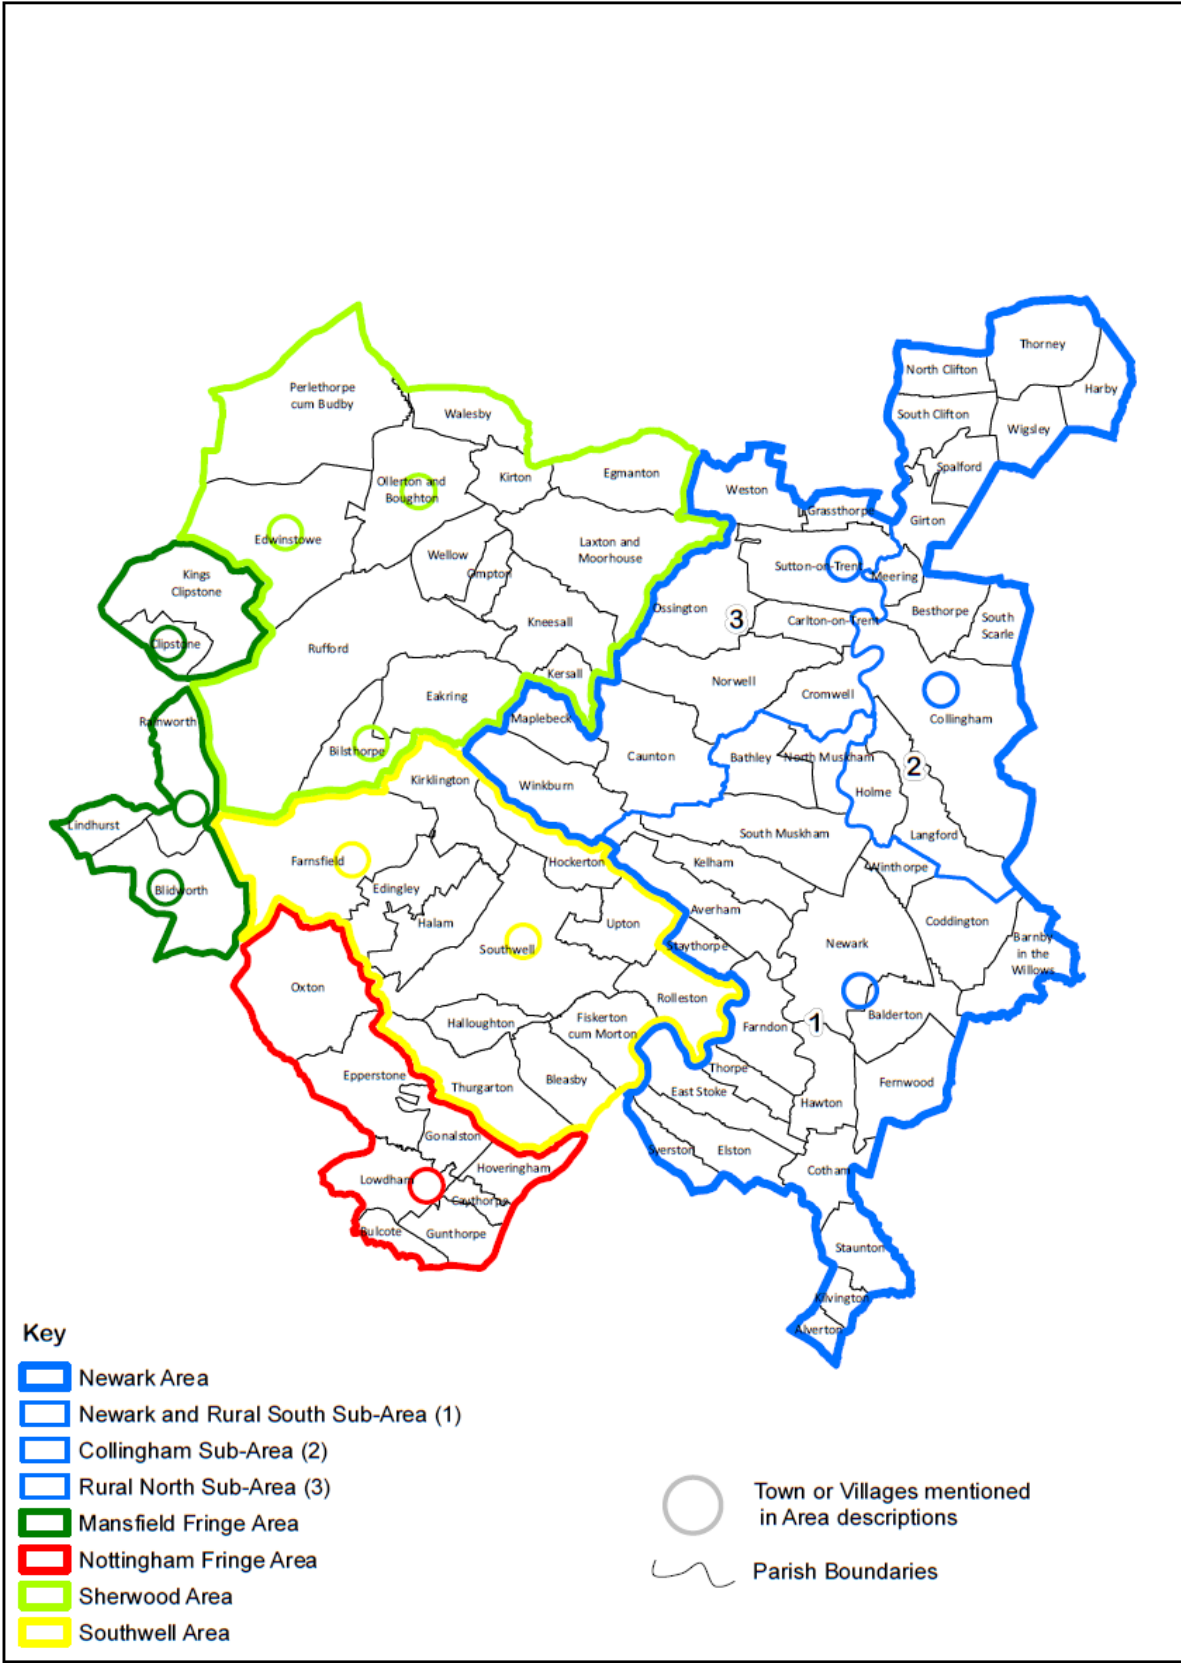 Thorney
North Clifton
Harby
Perlethorpe
cum Budby
Walesby
South Clifton
Wigsley
Spalford
Egmanton
Kirton
Ollerton and
Boughton
Weston
Grassthorpe
Girton
Edwinstowe
Laxton and
Moorhouse
Wellow
Ompton
Sutton-on-Trent
Meering
Kings
Clipstone
Ossington
3
Besthorpe
South
Scarle
Kneesall
Carlton-on-Trent
Clipstone
Rufford
Kersall
Norwell
Cromwell
Eakring
Maplebeck
Collingham
Rainworth
Bilsthorpe
Caunton
Bathley
North Muskham
2
Kirklington
Winkburn
Holme
Lindhurst
South Muskham
Langford
Farnsfield
Hockerton
Kelham
Winthorpe
Blidworth
Edingley
Averham
Halam
Upton
Coddington
Southwell
Staythorpe
Newark
Barnby
in the
Willows
Oxton
Rolleston
Halloughton
Fiskerton
cum Morton
Farndon
1
Balderton
Epperstone
Thurgarton
Bleasby
Thorpe
East Stoke
Fernwood
Hawton
Gonalston
Syerston
Elston
Cotham
Lowdham
Hoveringham
Caythorpe
Bulcote
Gunthorpe
Staunton
Kilvington
Alverton
Key
Newark Area
Newark and Rural South Sub-Area (1)
Collingham Sub-Area (2)
Rural North Sub-Area (3)
Mansfield Fringe Area
Nottingham Fringe Area
Sherwood Area
Southwell Area
Town or Villages mentioned
in Area descriptions
Parish Boundaries